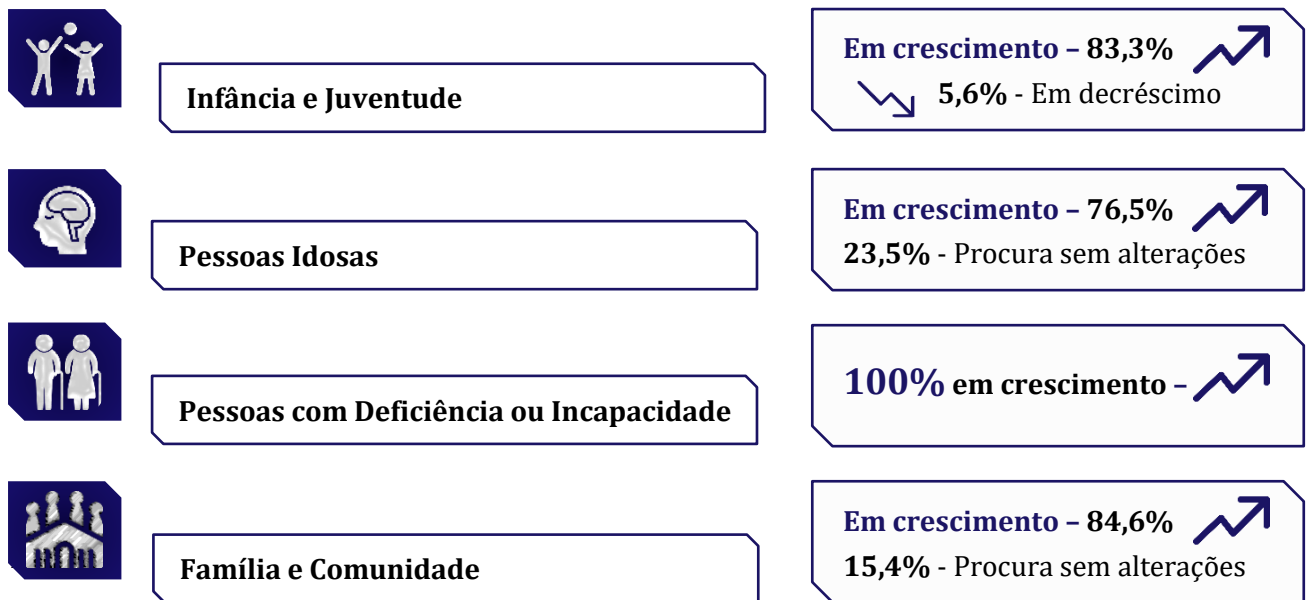 Infância e Juventude
Em crescimento – 83,3%
5,6% - Em decréscimo
Pessoas Idosas
Em crescimento – 76,5%
23,5% - Procura sem alterações
Pessoas com Deficiência ou Incapacidade
100% em crescimento –
Família e Comunidade
Em crescimento – 84,6%
15,4% - Procura sem alterações